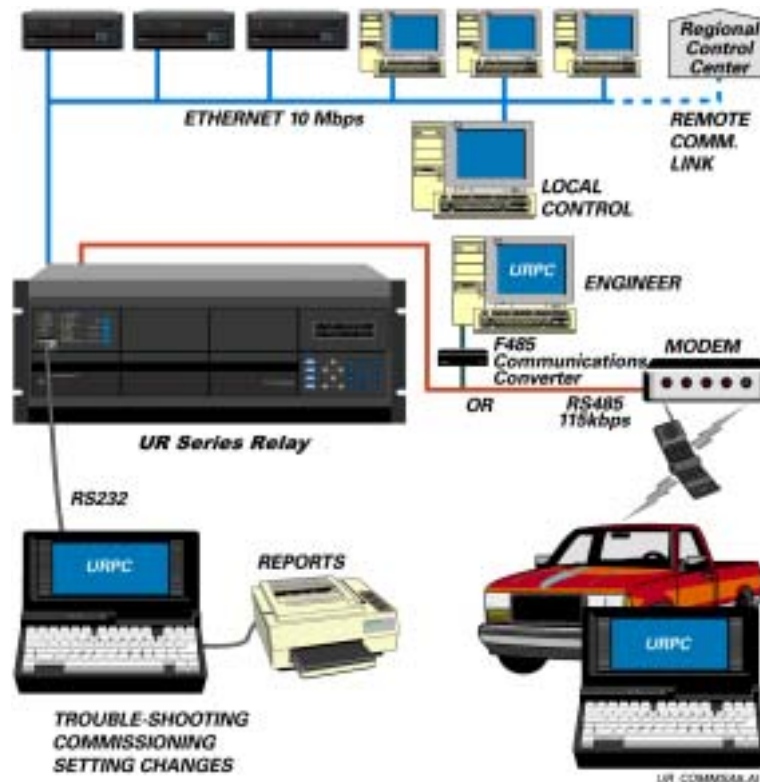 Regional
Control
Center
ETHERNET 10 Mbps
REMOTE
COMM.
LINK
LOCAL
CONTROL
URPC
ENGINEER
F485
Communications
Converter
MODEM
OR
RS485
115kbps
UR Series Relay
RS232
URPC
REPORTS
URPC
TROUBLE-SHOOTING
COMMISSIONING
SETTING CHANGES